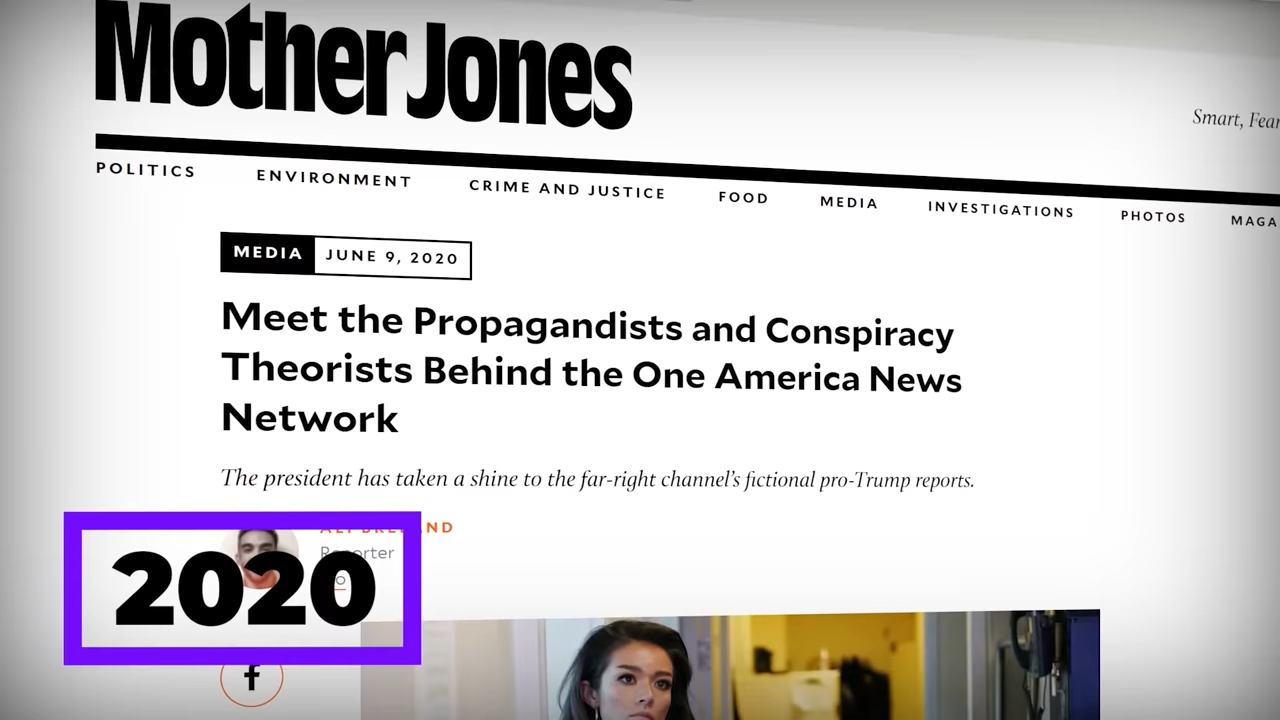 Mother Jones
Smart, Fear
POLITICS ENVIRONMENT CRIME AND JUSTICE FOOD MEDIA INVESTIGATIONS PHOTOS MAGA
MEDIA JUNE 9, 2020
Meet the Propagandists and Conspiracy
Theorists Behind the One America News
Network
The president has taken a shine to the far-right channel's fictional pro-Trump reports.
Reporter
2020
f